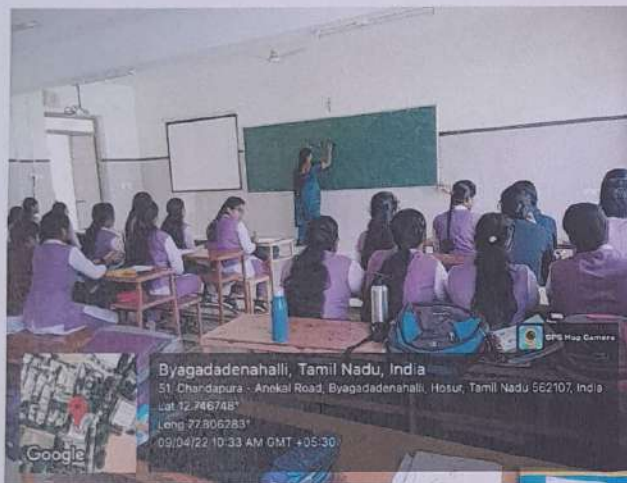 GPS Map Camera
Byagadadenahalli, Tamil Nadu, India
51, Chandapura - Anekal Road, Byagadadenahalli, Hosur, Tamil Nadu 562107, India
Lat 12.746748°
Long 77.806283°
09/04/22 10:33 AM GMT +05:30
Google